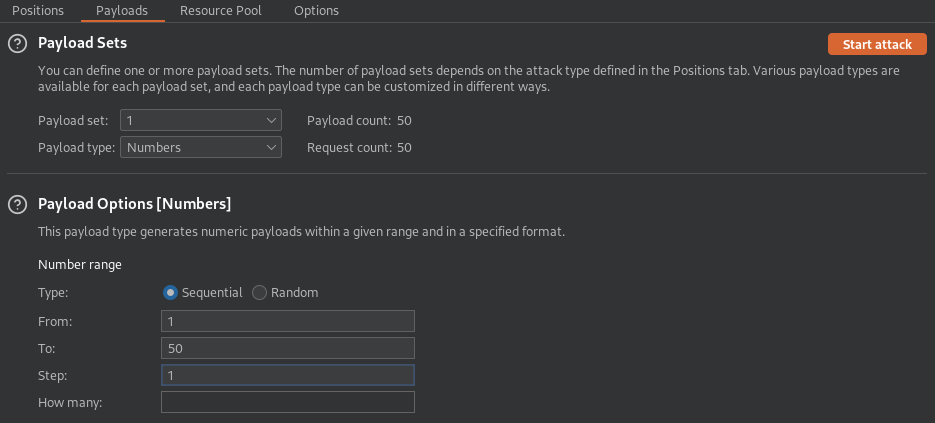 Positions Payloads Resource Pool Options
Payload Sets Start attack
You can define one or more payload sets. The number of payload sets depends on the attack type defined in the Positions tab. Various payload types are
available for each payload set, and each payload type can be customized in different ways.
Payload set: 1 Payload count: 50
Payload type: Numbers Request count: 50
Payload Options [Numbers]
This payload type generates numeric payloads within a given range and in a specified format.
Number range
Type: Sequential Random
From: 1
To: 50
Step: 1
How many: